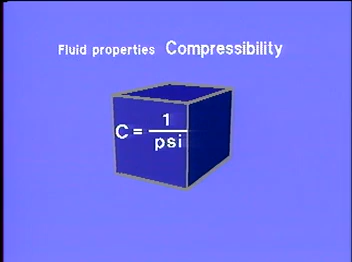 Fluid properties Compressibility
C = 1
psi